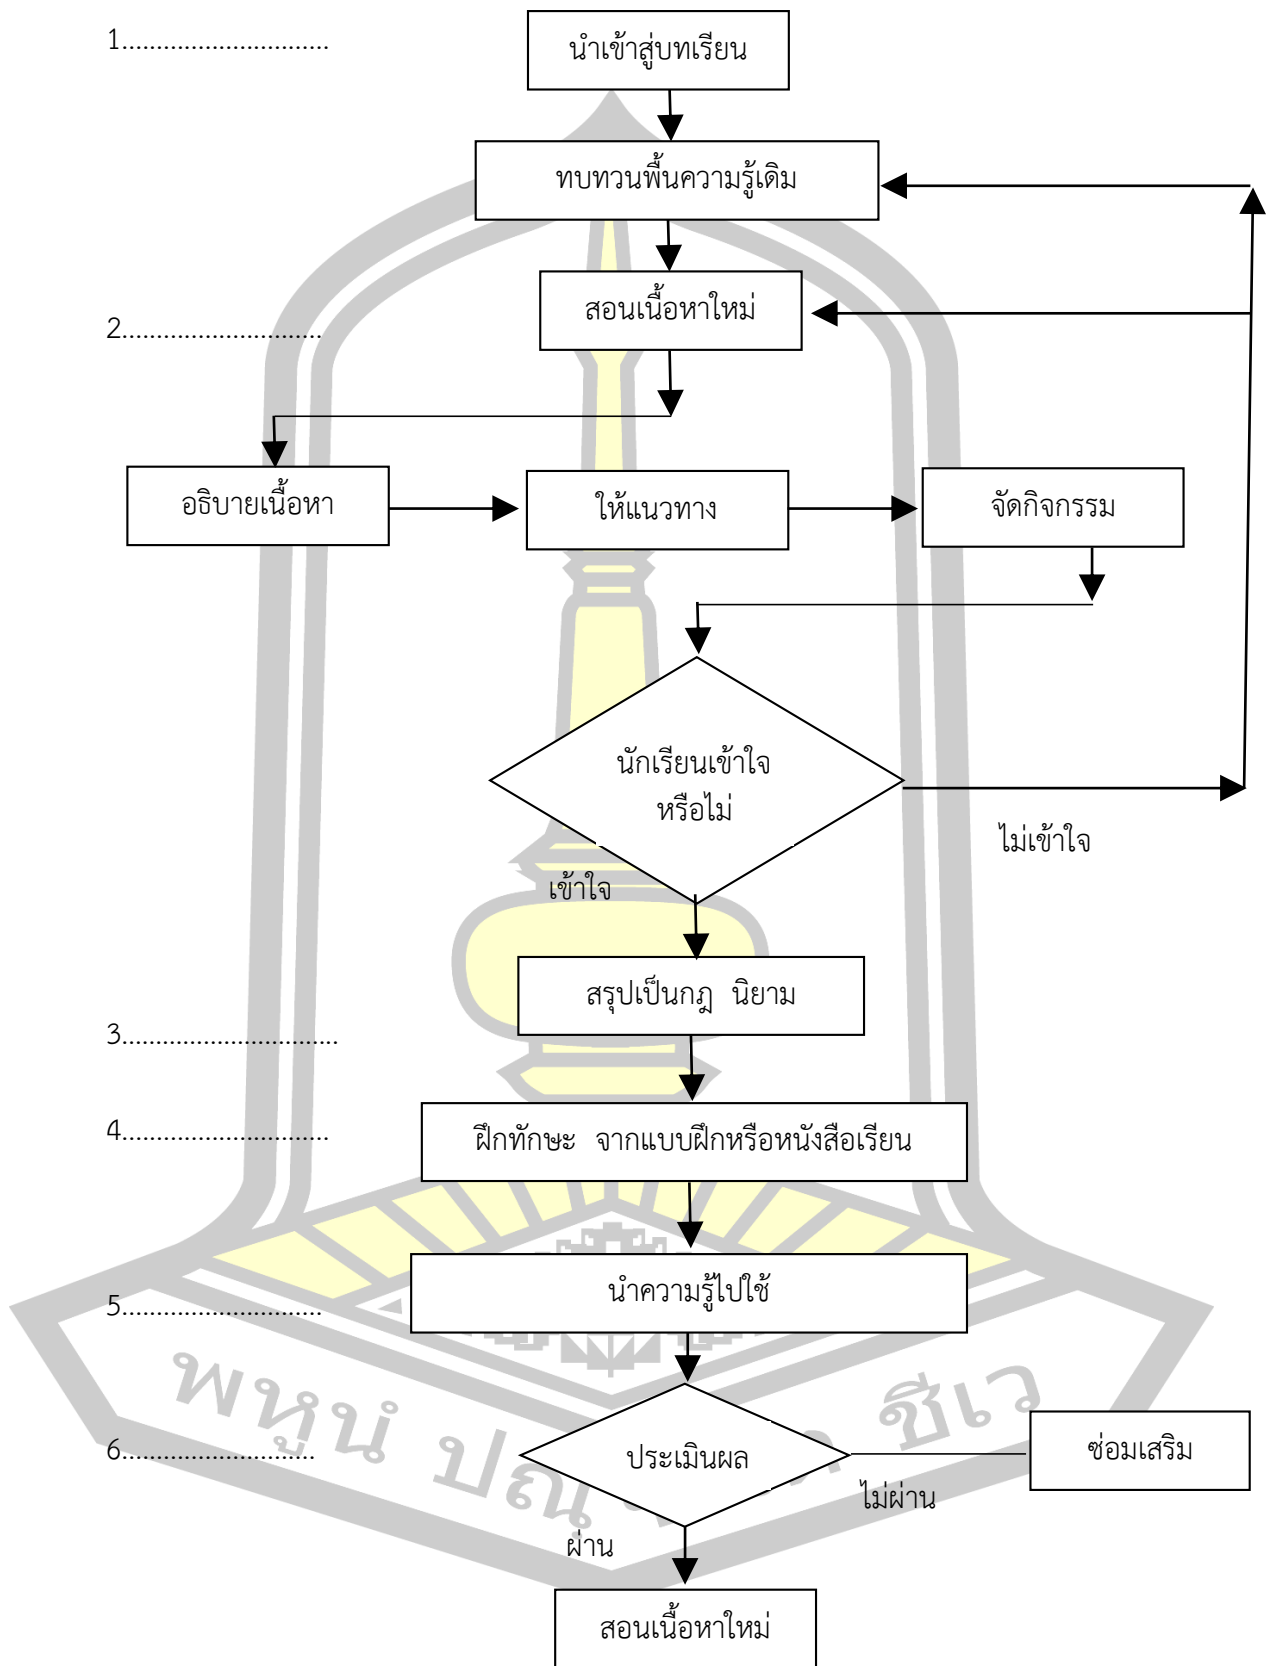 1..............................
นำเข้าสู่บทเรียน
ทบทวนพื้นความรู้เดิม
สอนเนื้อหาใหม่
2.............................
อธิบายเนื้อหา
ให้แนวทาง
จัดกิจกรรม
นักเรียนเข้าใจ
หรือไม่
ไม่เข้าใจ
เข้าใจ
สรุปเป็นกฎ นิยาม
3................................
4..............................
ฝึกทักษะ จากแบบฝึกหรือหนังสือเรียน
นำความรู้ไปใช้
5.............................
พหูนํ ปณฺ ชีเว
6............................
ประเมินผล
ซ่อมเสริม
ไม่ผ่าน
ผ่าน
สอนเนื้อหาใหม่